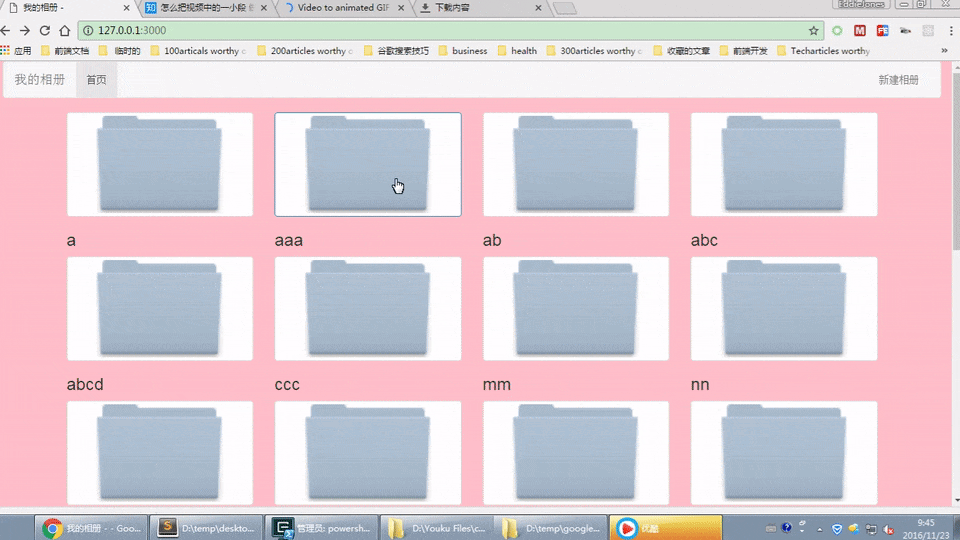 EddieJones
我的相册 -
怎么把视频中的一小段
Video to animated GIF
下载内容
127.0.0.1:3000
应用 前端文档 临时的 100articals worthy 200articles worthy 谷歌搜素技巧 business health 300articles worthy 收藏的文章 前端开发 Techarticles worthy »
我的相册 首页 新建相册
a aaa ab abc
abcd ccc mm nn
我的相册 - - Goo... D:\temp\deskto... 管理员: powersh... D:\Youku Files\c... D:\temp\google... 优酷
9:45
2016/11/23